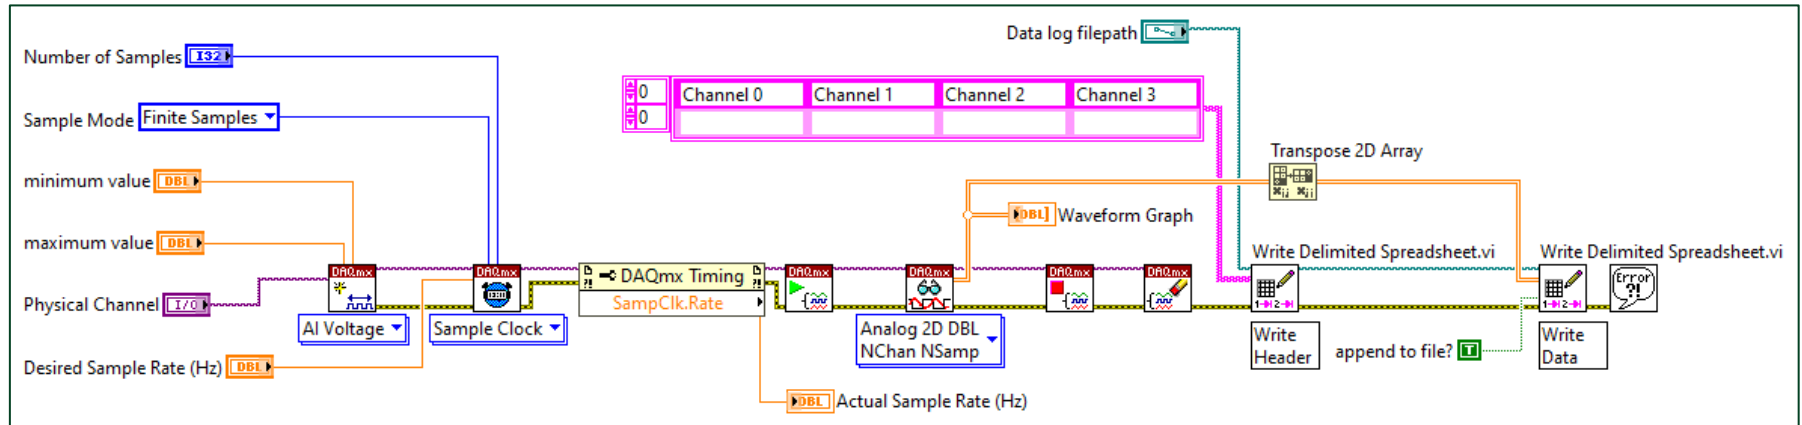 Data log filepath
Number of Samples I32
0 Channel 0 Channel 1 Channel 2 Channel 3
0
Sample Mode Finite Samples
Transpose 2D Array
minimum value DBL
DBL] Waveform Graph
maximum value DBL
Write Delimited Spreadsheet.vi Write Delimited Spreadsheet.vi
DAQmx DAQmx DAQmx Timing DAQmx DAQmx DAQmx DAQmx Error
?!
Physical Channel I/O
SampClk.Rate
AI Voltage Sample Clock
Analog 2D DBL
NChan NSamp
Write
Header
append to file? T
Write
Data
Desired Sample Rate (Hz) DBL
DBL Actual Sample Rate (Hz)